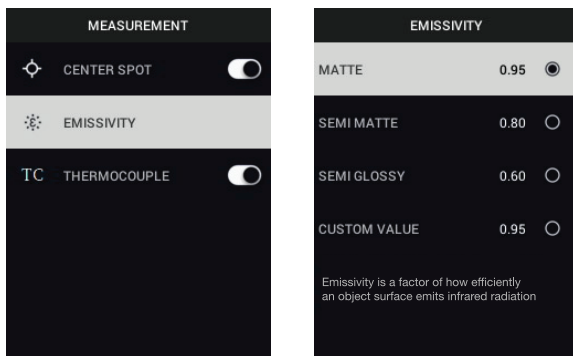 MEASUREMENT
CENTER SPOT
ε
EMISSIVITY
TC THERMOCOUPLE
EMISSIVITY
MATTE 0.95
SEMI MATTE 0.80
SEMI GLOSSY 0.60
CUSTOM VALUE 0.95
Emissivity is a factor of how efficiently
an object surface emits infrared radiation